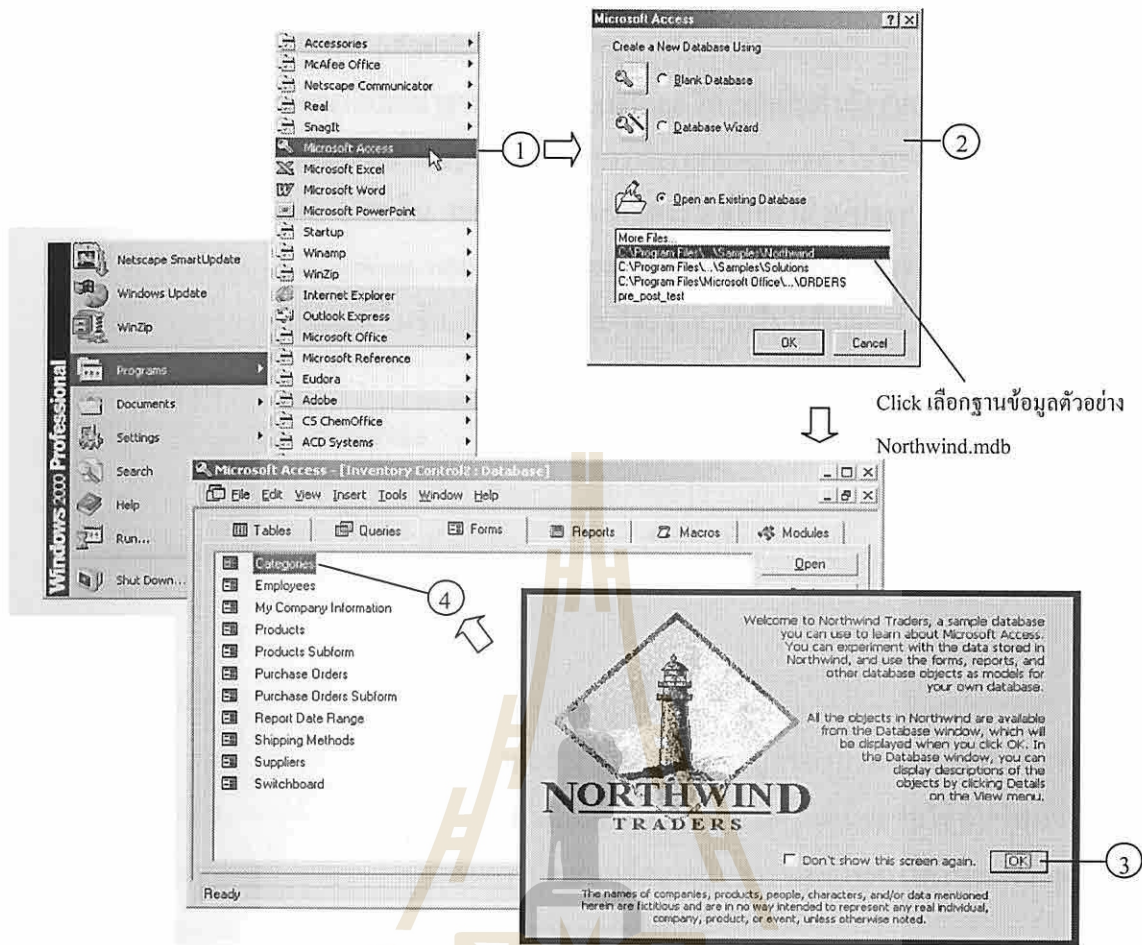 Accessories
McAfee Office
Netscape Communicator
Real
SnagIt
Microsoft Access
Microsoft Excel
Microsoft Word
Microsoft PowerPoint
Startup
Winamp
WinZip
Internet Explorer
Outlook Express
Microsoft Office
Microsoft Reference
Eudora
Adobe
CS ChemOffice
ACD Systems
1
Windows 2000 Professional
Netscape SmartUpdate
Windows Update
WinZip
Programs
Documents
Settings
Search
Help
Run...
Shut Down...
Microsoft Access
Create a New Database Using
Blank Database
Database Wizard
2
Open an Existing Database
More Files...
C:\Program Files\...\Samples\Northwind
C:\Program Files\...\Samples\Solutions
C:\Program Files\Microsoft Office\...\ORDERS
pre_post_test
OK Cancel
Click เลือกฐานข้อมูลตัวอย่าง
Northwind.mdb
Microsoft Access - [Inventory Control2 : Database]
File Edit View Insert Tools Window Help
Tables Queries Forms Reports Macros Modules
Categories
Employees
My Company Information
Products
Products Subform
Purchase Orders
Purchase Orders Subform
Report Date Range
Shipping Methods
Suppliers
Switchboard
Open
4
Ready
Welcome to Northwind Traders, a sample database
you can use to learn about Microsoft Access.
You can experiment with the data stored in
Northwind, and use the forms, reports, and
other database objects as models for
your own database.
All the objects in Northwind are available
from the Database window, which will
be displayed when you click OK. In
the Database window, you can
display descriptions of the
objects by clicking Details
on the View menu.
NORTHWIND
TRADERS
Don't show this screen again. OK
3
The names of companies, products, people, characters, and/or data mentioned
herein are fictitious and are in no way intended to represent any real individual,
company, product, or event, unless otherwise noted.